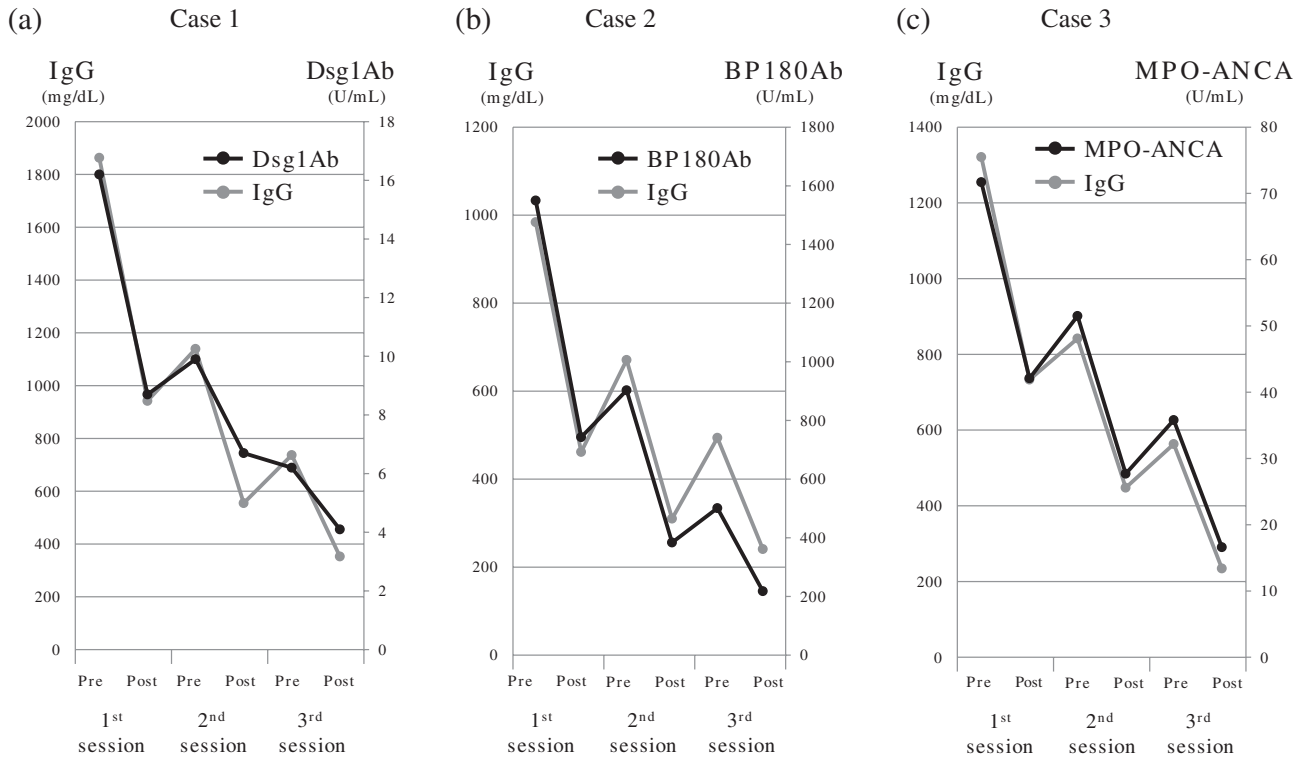 (a) Case 1
IgG Dsg1Ab
(mg/dL) (U/mL)
2000 18
Dsg1Ab
IgG
1800 16
1600 14
1400 12
1200 10
1000 8
800 6
600 4
400 2
200 0
0
Pre Post Pre Post Pre Post
1st session 2nd session 3rd session
(b) Case 2
IgG BP180Ab
(mg/dL) (U/mL)
1200 1800
BP180Ab
IgG
1000 1600
800 1400
600 1200
400 1000
200 800
0 600
400
200
0
Pre Post Pre Post Pre Post
1st session 2nd session 3rd session
(c) Case 3
IgG MPO-ANCA
(mg/dL) (U/mL)
1400 80
MPO-ANCA
IgG
1200 70
1000 60
800 50
600 40
400 30
200 20
0 10
0
Pre Post Pre Post Pre Post
1st session 2nd session 3rd session